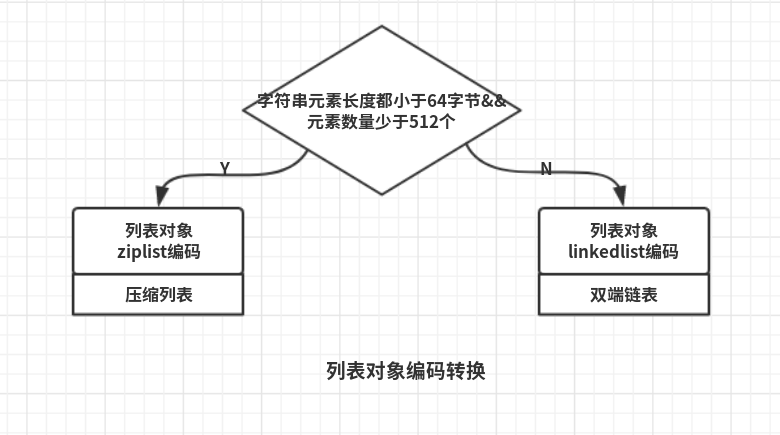 字符串元素长度都小于64字节&&
元素数量少于512个
Y
N
列表对象
ziplist编码
压缩列表
列表对象
linkedlist编码
双端链表
列表对象编码转换